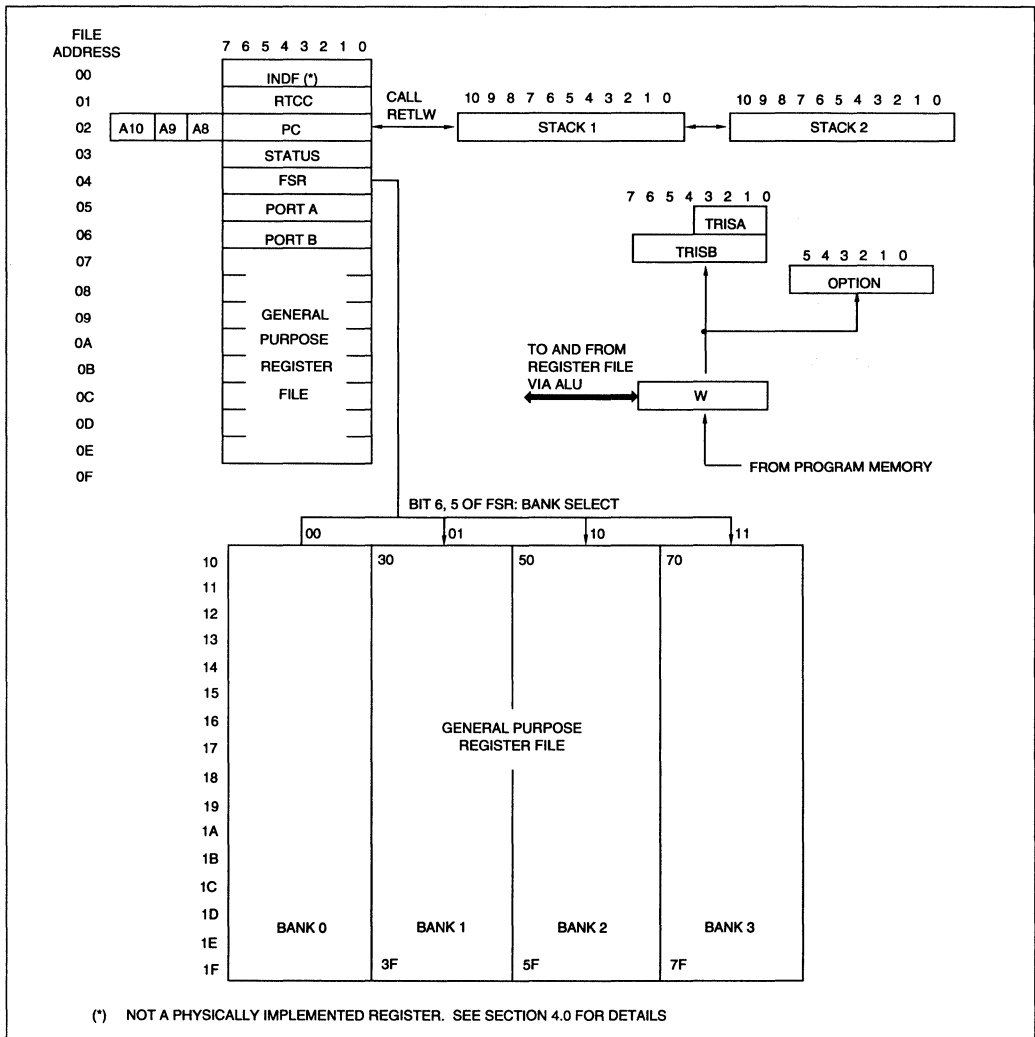 FILE
ADDRESS
7 6 5 4 3 2 1 0
00 INDF (*)
01 RTCC
02 A10 A9 A8 PC
03 STATUS
04 FSR
05 PORT A
06 PORT B
07
08
09 GENERAL
0A PURPOSE
0B REGISTER
0C FILE
0D
0E
0F
CALL
RETLW
10 9 8 7 6 5 4 3 2 1 0
STACK 1
10 9 8 7 6 5 4 3 2 1 0
STACK 2
7 6 5 4 3 2 1 0
TRISA
TRISB
5 4 3 2 1 0
OPTION
TO AND FROM
REGISTER FILE
VIA ALU
W
FROM PROGRAM MEMORY
BIT 6, 5 OF FSR: BANK SELECT
00 01 10 11
10 30 50 70
11
12
13
14
15
16
17
18
19
1A
1B
1C
1D
1E
1F
GENERAL PURPOSE
REGISTER FILE
BANK 0 BANK 1 BANK 2 BANK 3
3F 5F 7F
(*) NOT A PHYSICALLY IMPLEMENTED REGISTER. SEE SECTION 4.0 FOR DETAILS